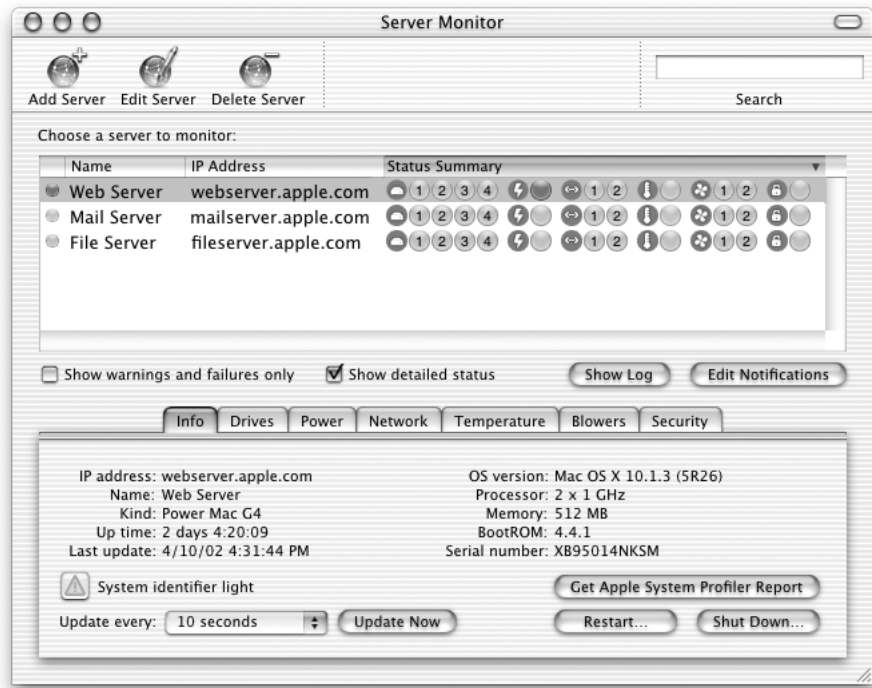 Server Monitor
Add Server Edit Server Delete Server
Search
Choose a server to monitor:
Name IP Address Status Summary
Web Server webserver.apple.com 1 2 3 4 1 2 1 2
Mail Server mailserver.apple.com 1 2 3 4 1 2 1 2
File Server fileserver.apple.com 1 2 3 4 1 2 1 2
Show warnings and failures only Show detailed status Show Log Edit Notifications
Info Drives Power Network Temperature Blowers Security
IP address: webserver.apple.com OS version: Mac OS X 10.1.3 (5R26)
Name: Web Server Processor: 2 x 1 GHz
Kind: Power Mac G4 Memory: 512 MB
Up time: 2 days 4:20:09 BootROM: 4.4.1
Last update: 4/10/02 4:31:44 PM Serial number: XB95014NKSM
System identifier light Get Apple System Profiler Report
Update every: 10 seconds Update Now Restart... Shut Down...